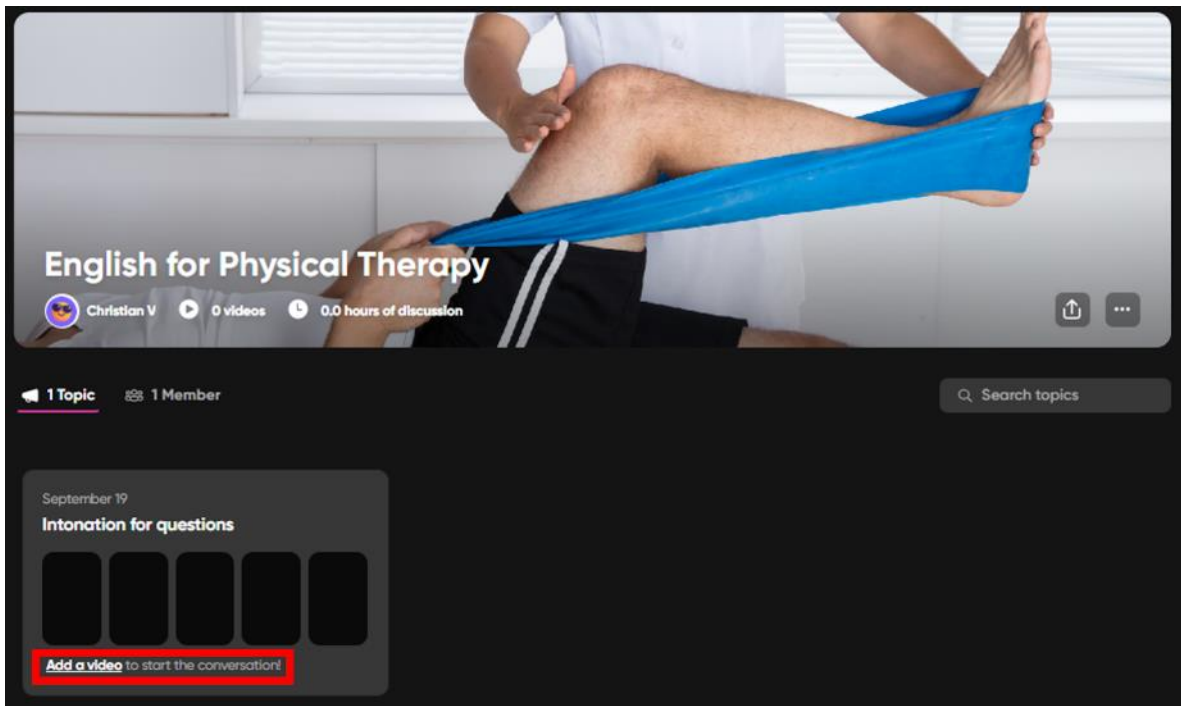 English for Physical Therapy
Christian V 0 videos 0.0 hours of discussion
1 Topic 1 Member Search topics
September 19
Intonation for questions
Add a video to start the conversation!